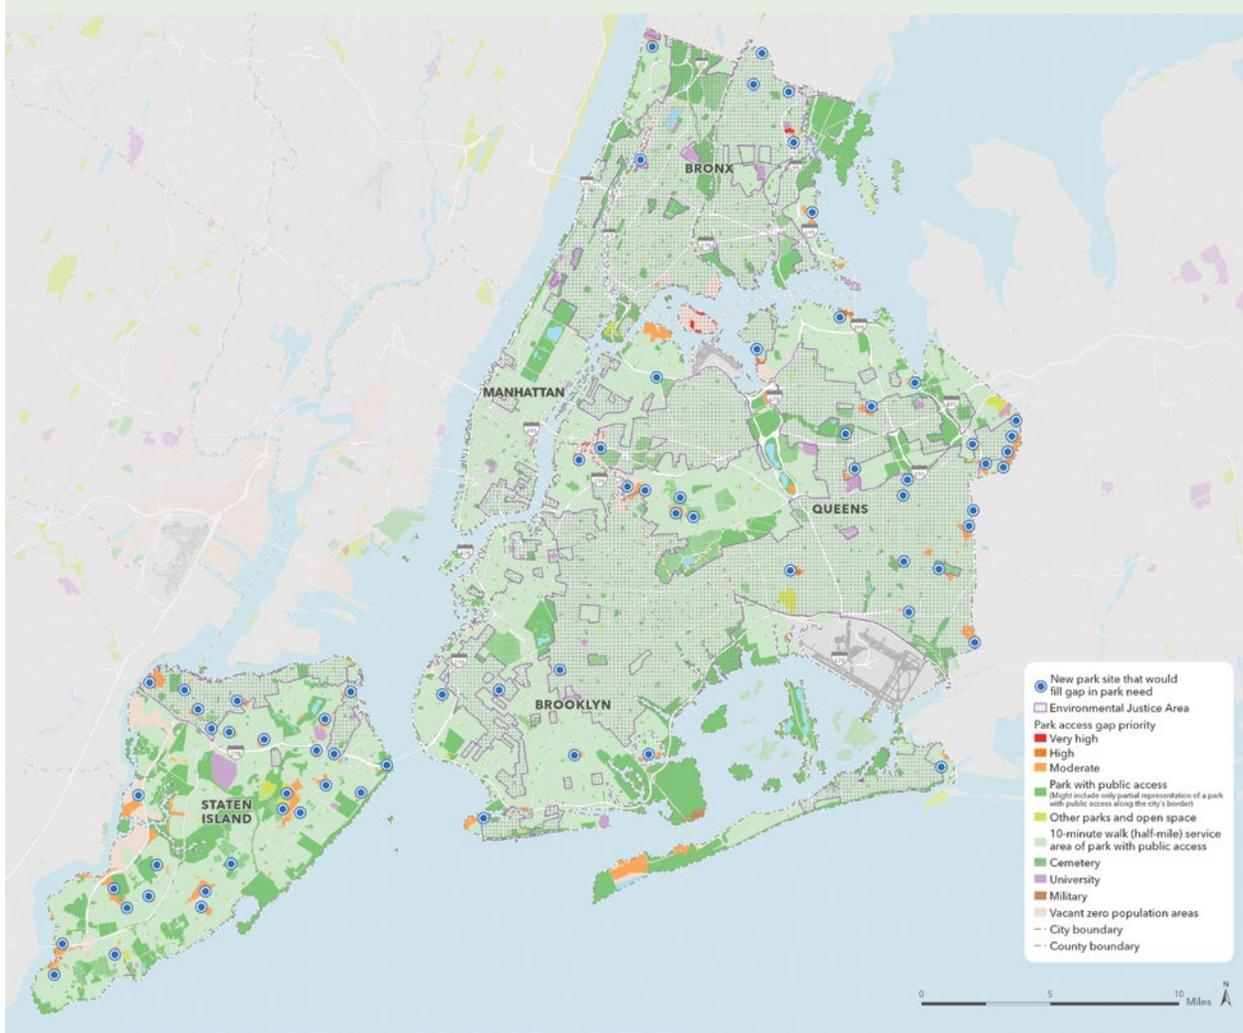 BRONX
MANHATTAN
QUEENS
BROOKLYN
STATEN
ISLAND
New park site that would
fill gap in park need
Environmental Justice Area
Park access gap priority
Very high
High
Moderate
Park with public access
(Might include only partial representation of a park
with public access along the city's border)
Other parks and open space
10-minute walk (half-mile) service
area of park with public access
Cemetery
University
Military
Vacant zero population areas
City boundary
County boundary
N
0 5 10 Miles